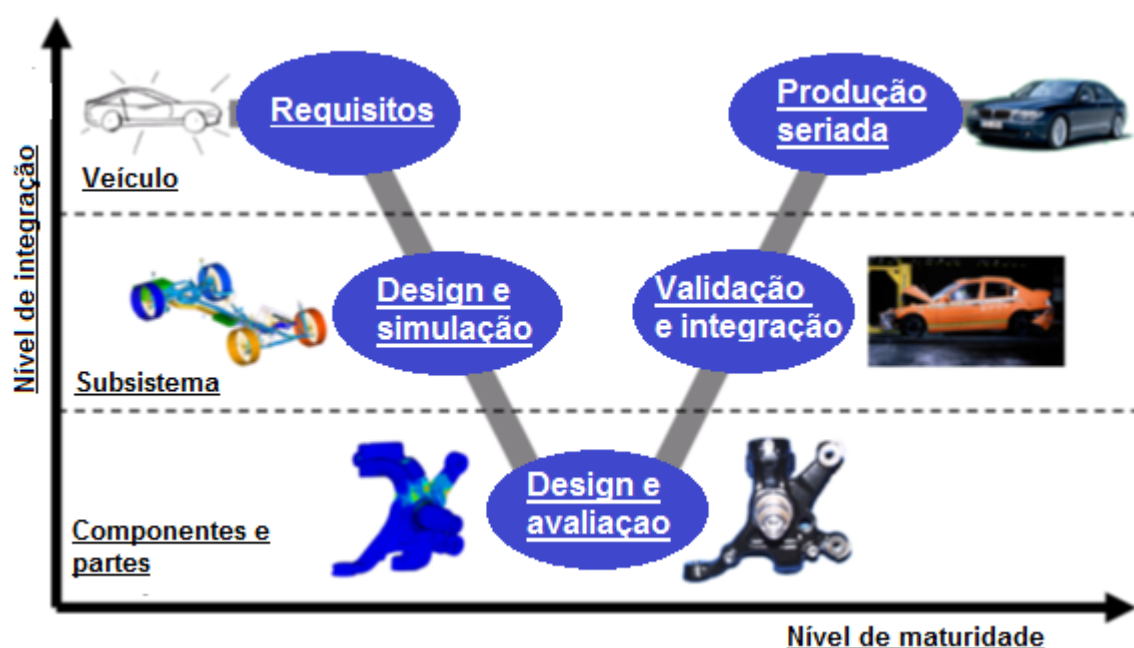 Nível de integração
Requisitos
Produção
seriada
Veículo
Design e
simulação
Validação
e integração
Subsistema
Design e
avaliaçao
Componentes e
partes
Nível de maturidade